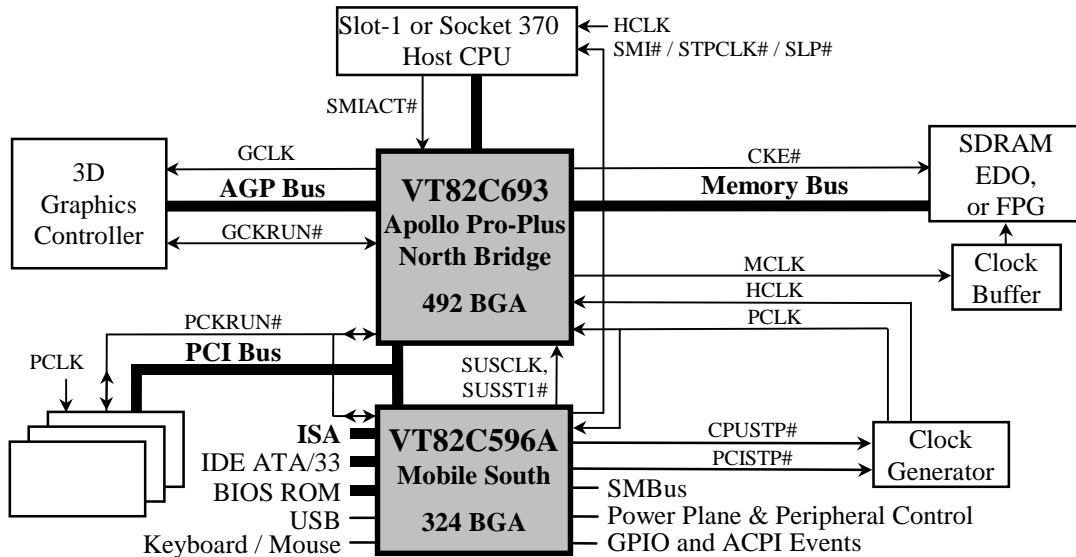 Slot-1 or Socket 370
Host CPU
HCLK
SMI# / STPCLK# / SLP#
SMIACT#
3D
Graphics
Controller
GCLK
AGP Bus
GCKRUN#
VT82C693
Apollo Pro-Plus
North Bridge
492 BGA
CKE#
Memory Bus
SDRAM
EDO,
or FPG
MCLK
HCLK
PCLK
Clock
Buffer
PCKRUN#
PCI Bus
PCLK
SUSCLK,
SUSST1#
ISA
IDE ATA/33
BIOS ROM
USB
Keyboard / Mouse
VT82C596A
Mobile South
324 BGA
CPUSTP#
PCISTP#
Clock
Generator
SMBus
Power Plane & Peripheral Control
GPIO and ACPI Events